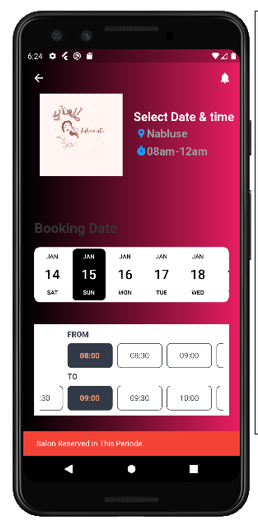 6:24
Select Date & time
Nabluse
08am-12am
Booking Date
JAN JAN JAN JAN JAN
14 15 16 17 18
SAT SUN MON TUE WED
FROM
08:00 08:30 09:00
TO
:30 09:00 09:30 10:00
Salon Reserved In This Periode